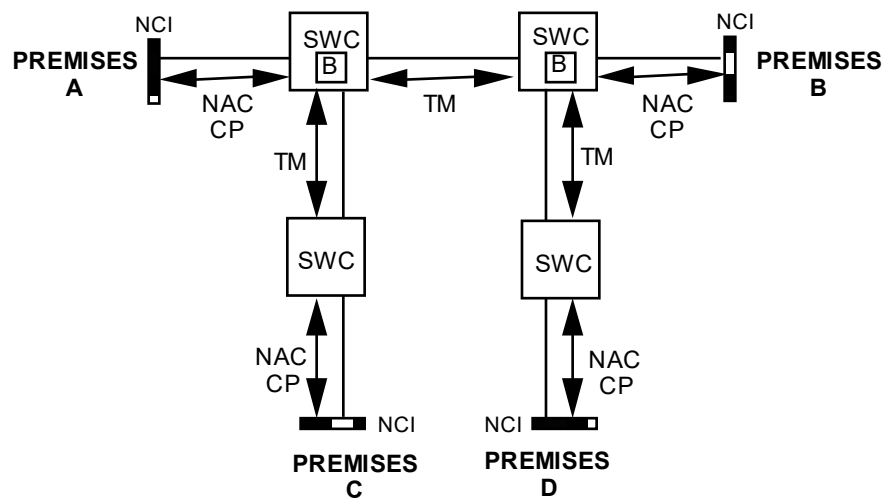 NCI
PREMISES
A
SWC
B
NAC
CP
TM
SWC
B
NAC
CP
NCI
PREMISES
B
TM
TM
SWC
SWC
NAC
CP
NAC
CP
NCI
PREMISES
C
NCI
PREMISES
D